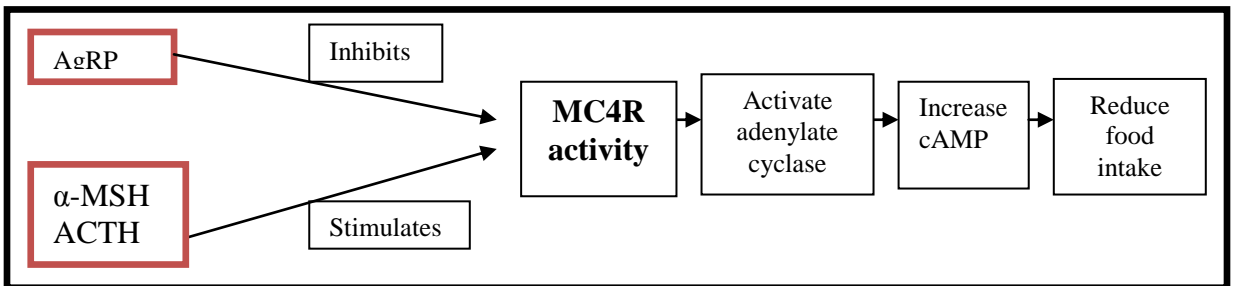 AgRP
Inhibits
α-MSH
ACTH
Stimulates
MC4R
activity
Activate
adenylate
cyclase
Increase
cAMP
Reduce
food
intake